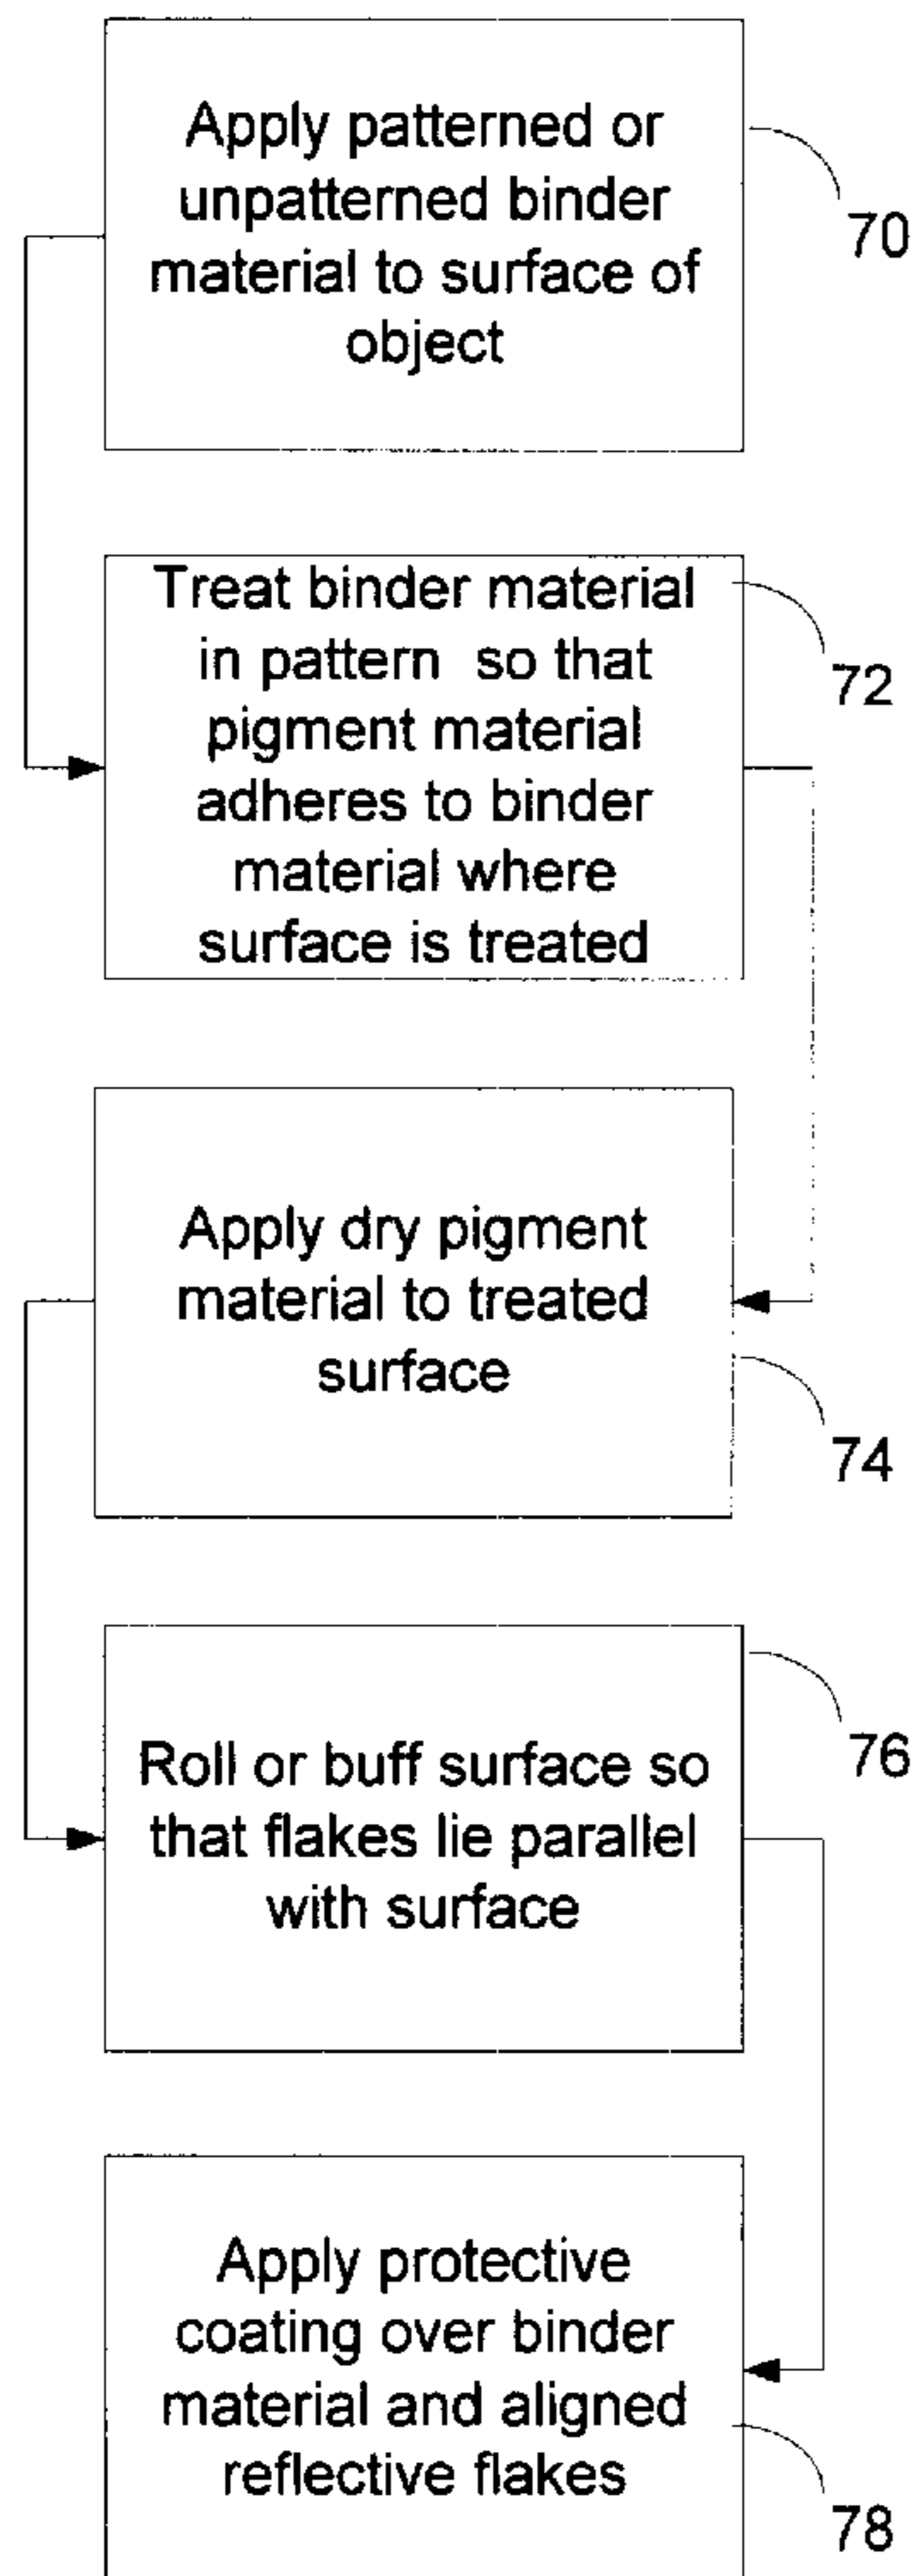 Apply patterned or
unpatterned binder
material to surface of
object
70
Treat binder material
in pattern so that
pigment material
adheres to binder
material where
surface is treated
72
Apply dry pigment
material to treated
surface
74
Roll or buff surface so
that flakes lie parallel
with surface
76
Apply protective
coating over binder
material and aligned
reflective flakes
78